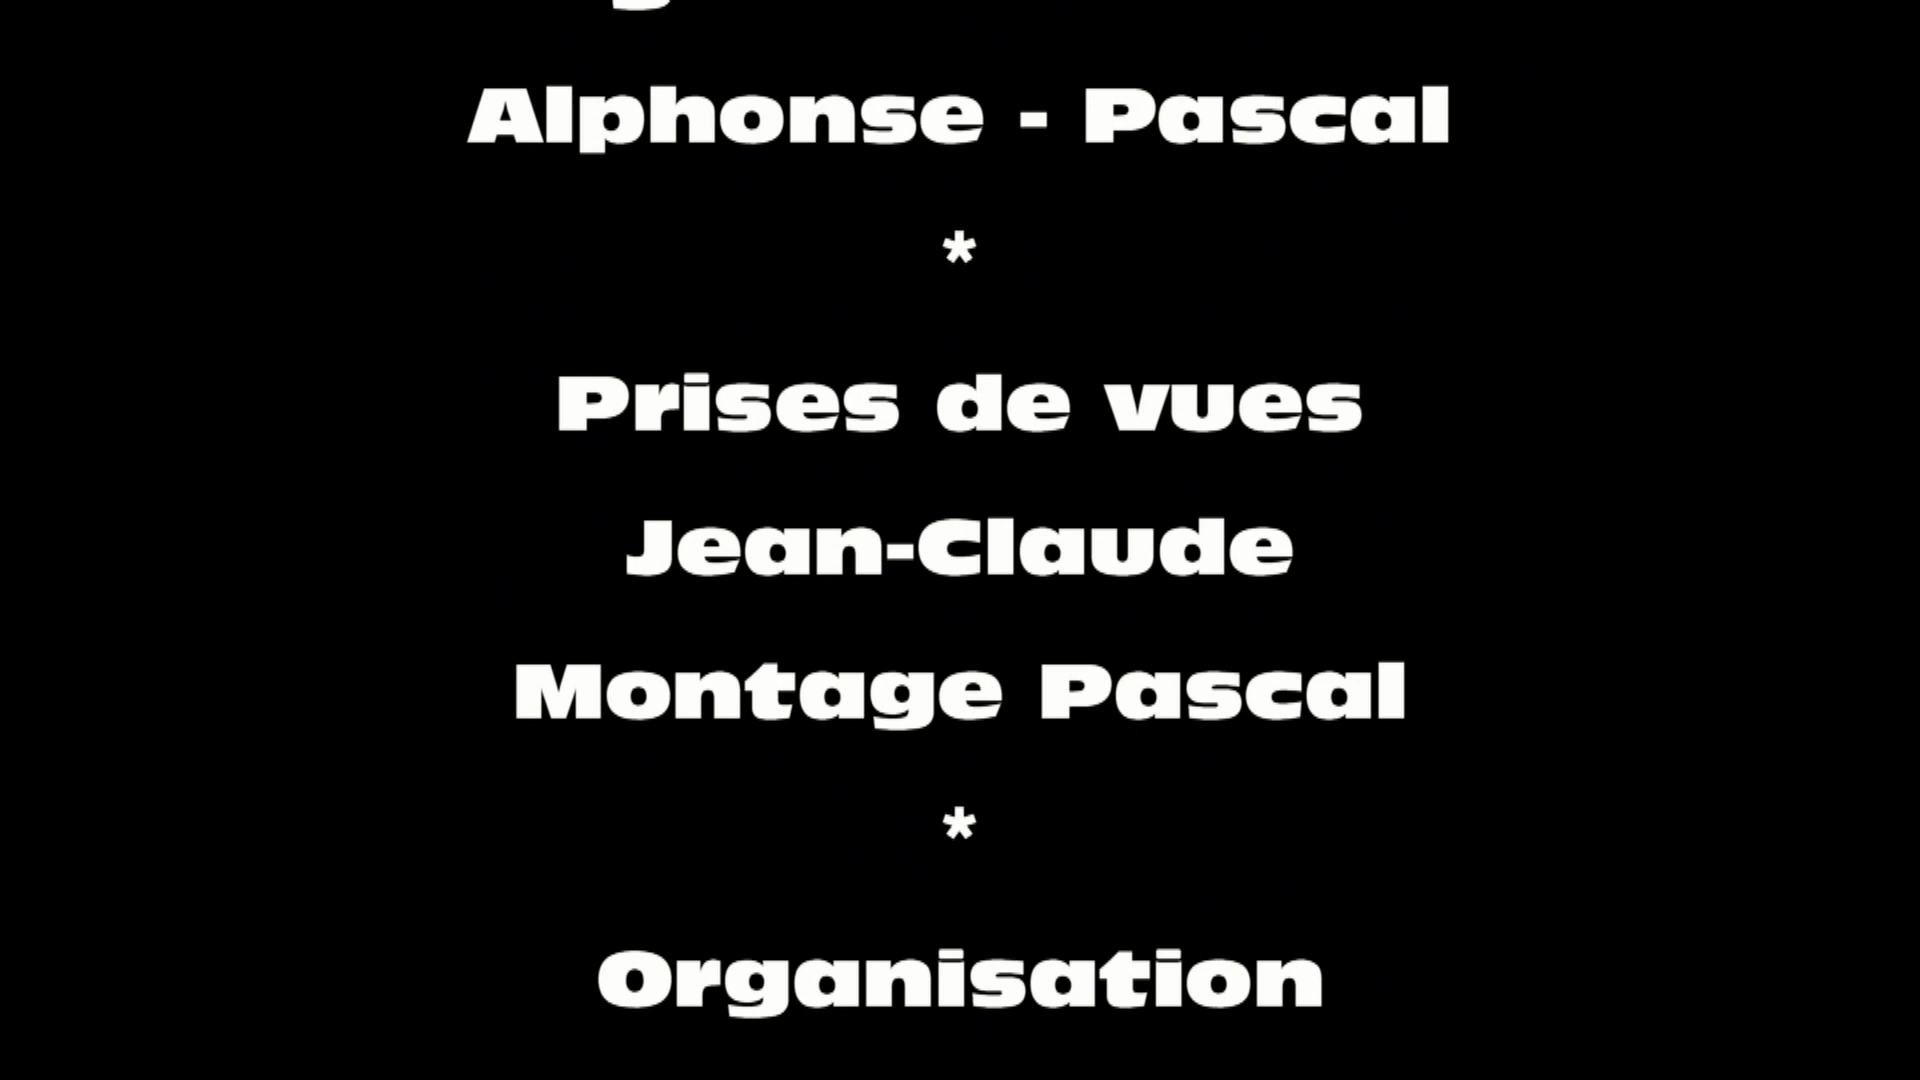 Alphonse - Pascal
*
Prises de vues
Jean-Claude
Montage Pascal
*
Organisation